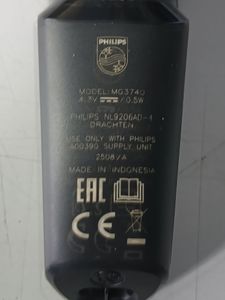 PHILIPS
MODEL: MG3740
4.3V ⎓ / 0.5W
PHILIPS NL9206AD-4
DRACHTEN
USE ONLY WITH PHILIPS
A00390 SUPPLY UNIT
2508/A
MADE IN INDONESIA
EAC
CE